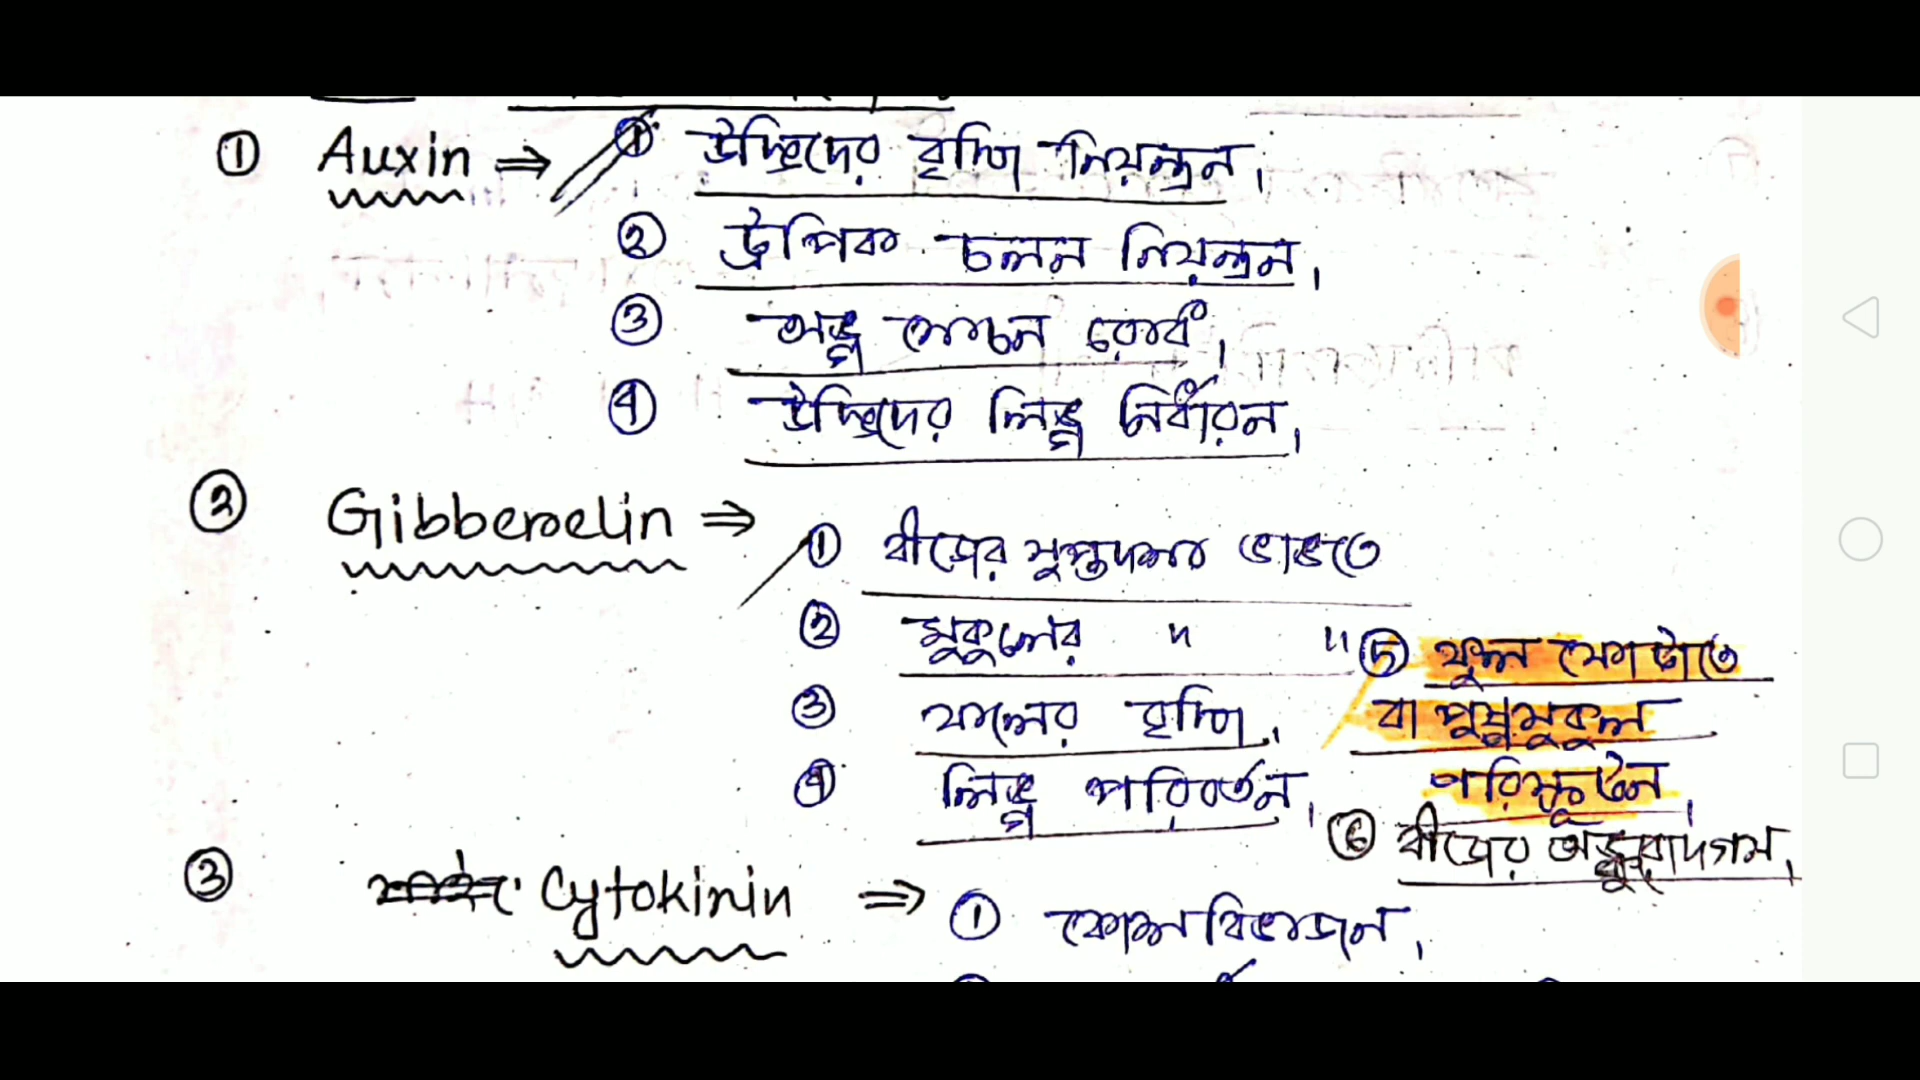 ① Auxin ⇒ ① উদ্ভিদের বৃদ্ধি নিয়ন্ত্রন।
② ট্রপিক চলন নিয়ন্ত্রন।
③ অঙ্গ মোচন রোধ।
④ উদ্ভিদের লিঙ্গ নির্ধারন।
② Gibberelin ⇒
① বীজের সুপ্তদশা ভাঙতে
② মুকুলের " "
③ ফলের বৃদ্ধি।
④ লিঙ্গ পরিবর্তন।
⑤ ফুল ফোটাতে
বা পুষ্পমুকুল
পরিস্ফুটন।
⑥ বীজের অঙ্কুরোদগম।
③ Cytokinin ⇒ ① কোশ বিভাজন।